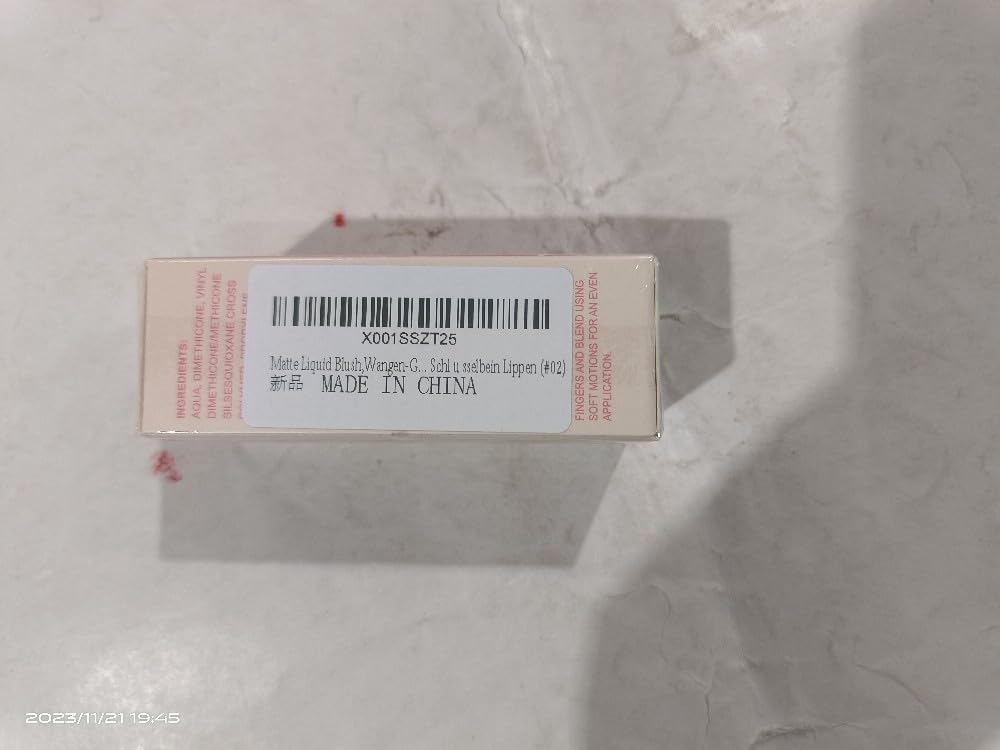 INGREDIENTS:
AQUA, DIMETHICONE, VINYL
DIMETHICONE/METHICONE
SILSESQUIOXANE CROSS
X001SSZT25
Matte Liquid Blush,Wangen-G... Schl u sselbein Lippen (#02)
新品 MADE IN CHINA
FINGERS AND BLEND USING
SOFT MOTIONS FOR AN EVEN
APPLICATION.
2023/11/21 19:45